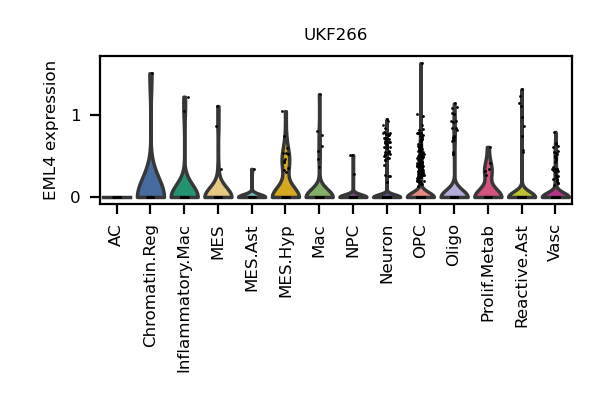 UKF266
EML4 expression
1
0
AC
Chromatin.Reg
Inflammatory.Mac
MES
MES.Ast
MES.Hyp
Mac
NPC
Neuron
OPC
Oligo
Prolif.Metab
Reactive.Ast
Vasc